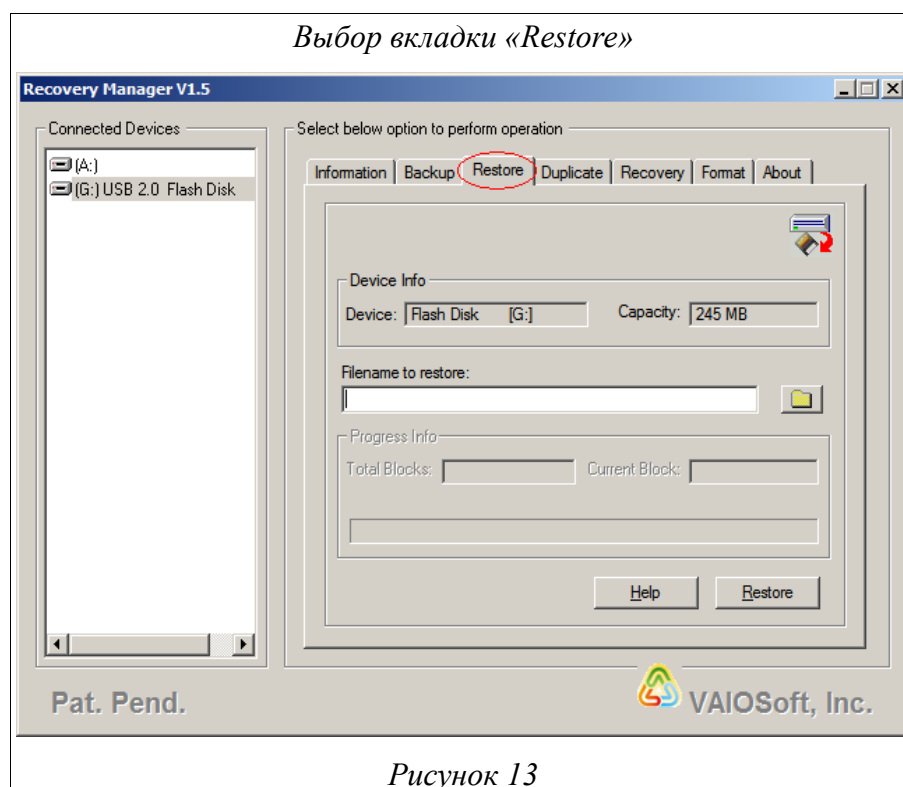 Выбор вкладки «Restore»
Recovery Manager V1.5
Connected Devices
(A:)
(G:) USB 2.0 Flash Disk
Select below option to perform operation
Information Backup Restore Duplicate Recovery Format About
Device Info
Device: Flash Disk [G:] Capacity: 245 MB
Filename to restore:
Progress Info
Total Blocks: Current Block:
Help Restore
Pat. Pend.
VAIOSoft, Inc.
Рисунок 13